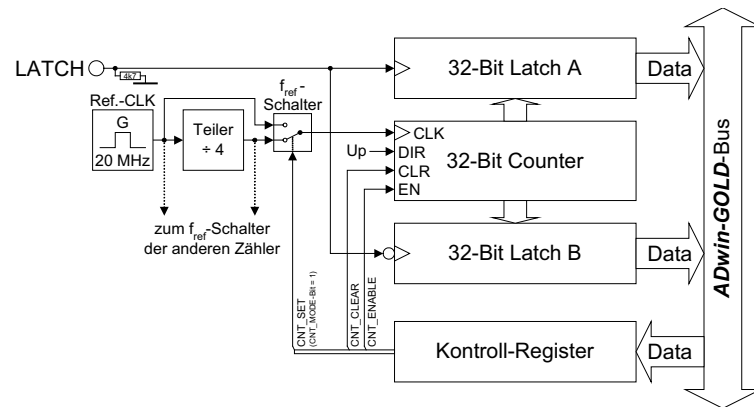 LATCH
4k7
Ref.-CLK
G
20 MHz
Teiler
÷ 4
fref-
Schalter
zum fref-Schalter
der anderen Zähler
32-Bit Latch A
Data
Up
CLK
DIR
CLR
EN
32-Bit Counter
32-Bit Latch B
Data
CNT_SET
(CNT_MODE-Bit = 1)
CNT_CLEAR
CNT_ENABLE
Kontroll-Register
Data
ADwin-GOLD-Bus